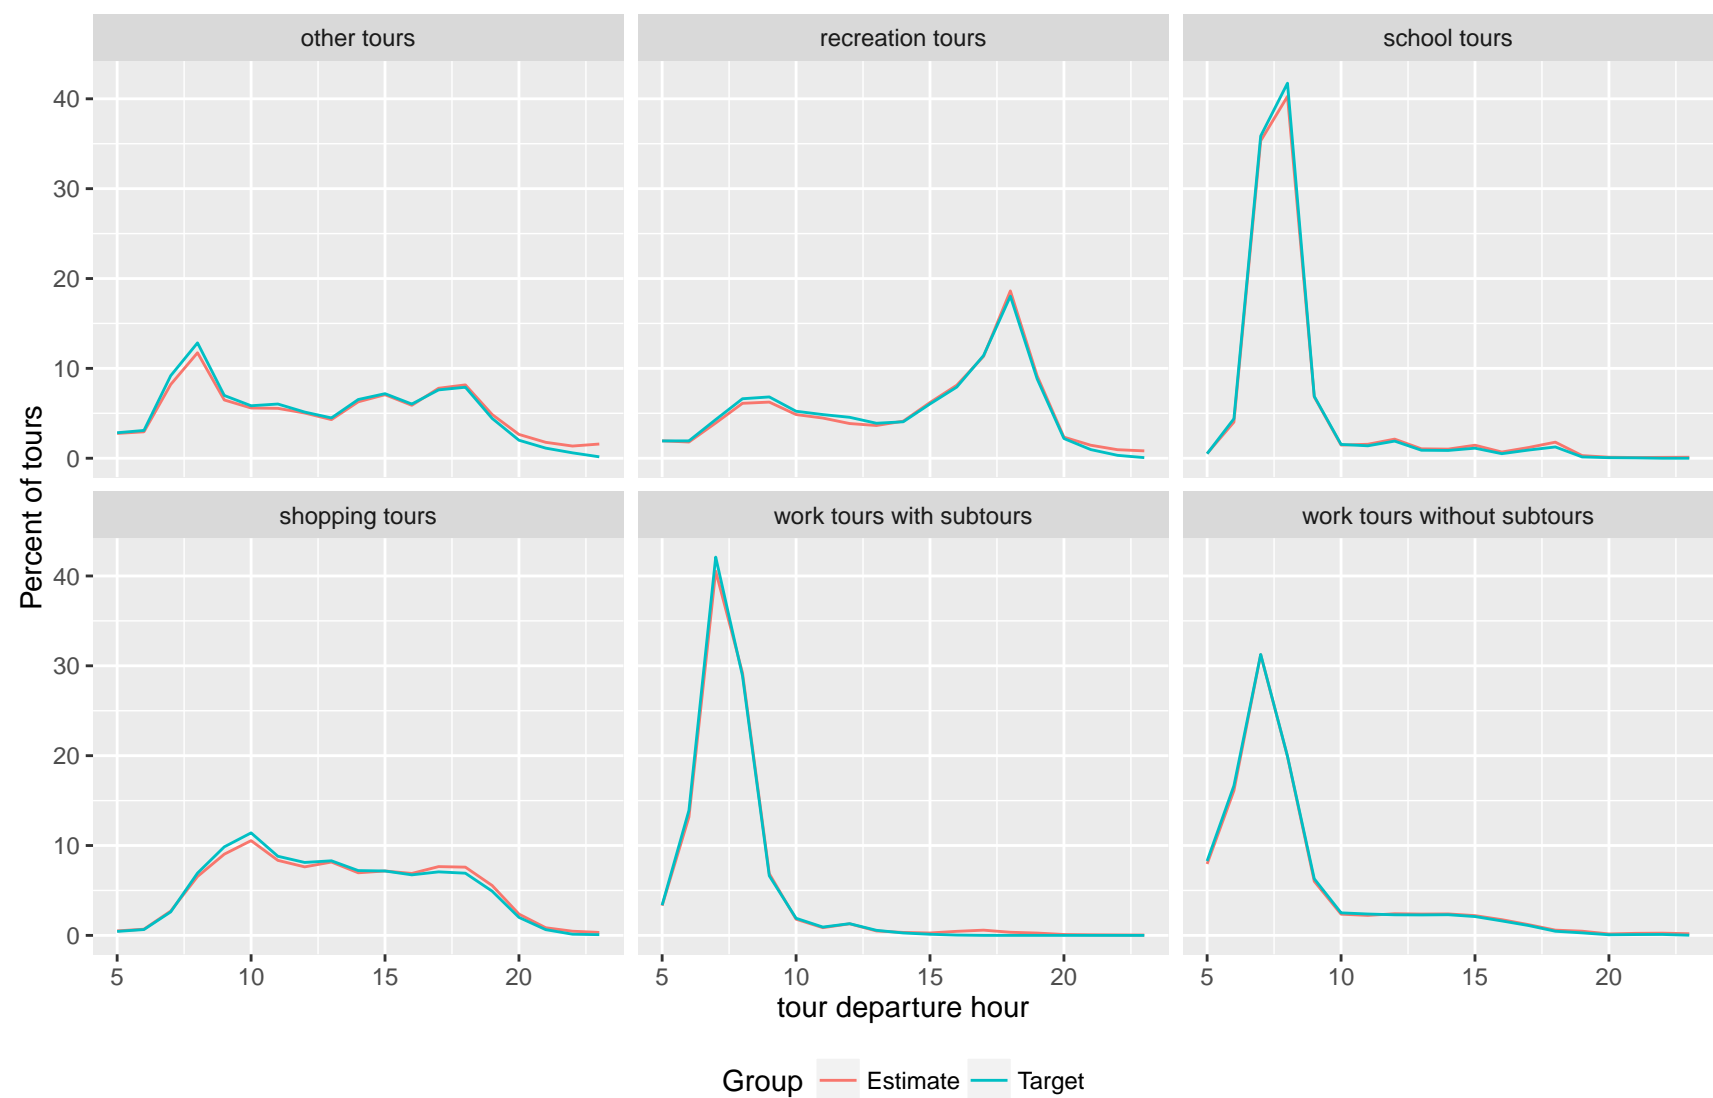 other tours
recreation tours
school tours
40
30
20
10
0
Percent of tours
shopping tours
work tours with subtours
work tours without subtours
40
30
20
10
0
5 10 15 20
5 10 15 20
5 10 15 20
tour departure hour
Group Estimate Target